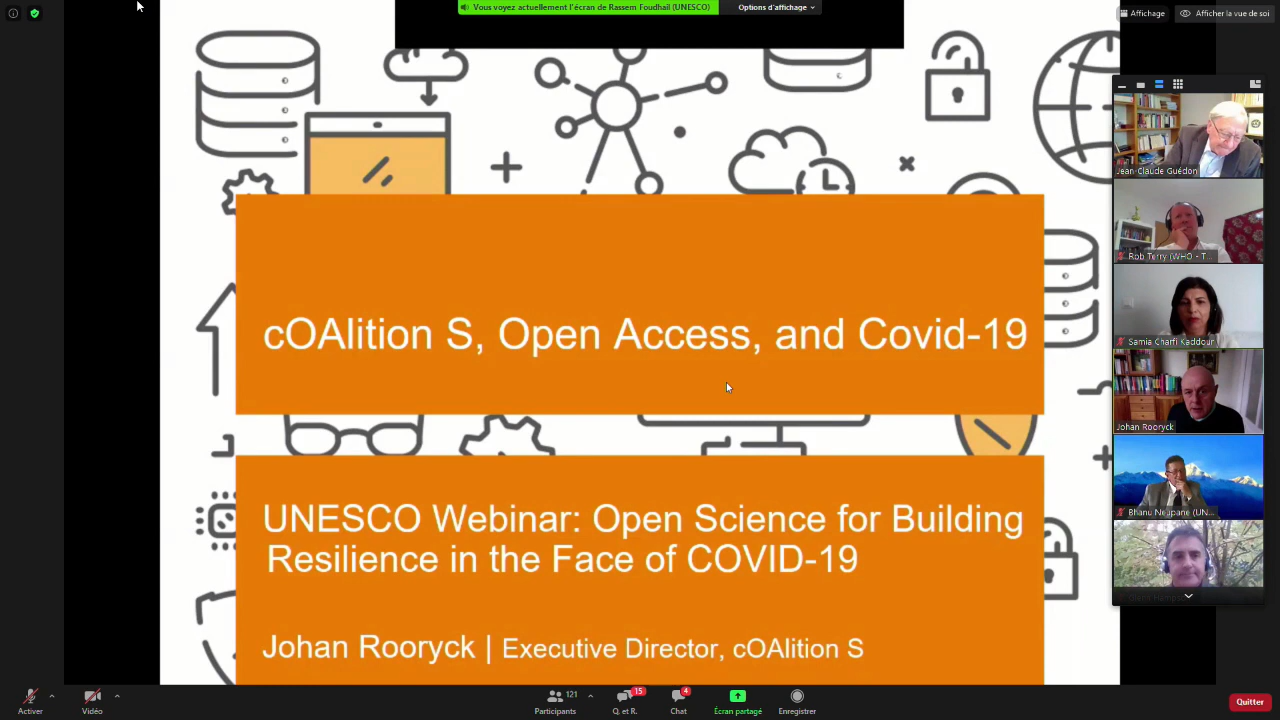 Vous voyez actuellement l'écran de Rassem Foudhail (UNESCO)
Options d'affichage
Affichage
Afficher la vue de soi
cOAlition S, Open Access, and Covid-19
UNESCO Webinar: Open Science for Building
Resilience in the Face of COVID-19
Johan Rooryck | Executive Director, cOAlition S
Jean-Claude Guédon
Rob Terry (WHO - T...
Samia Charfi Kaddour
Johan Rooryck
Bhanu Neupane (UN...
Activer
Vidéo
121
Participants
15
Q. et R.
4
Chat
Écran partagé
Enregistrer
Quitter